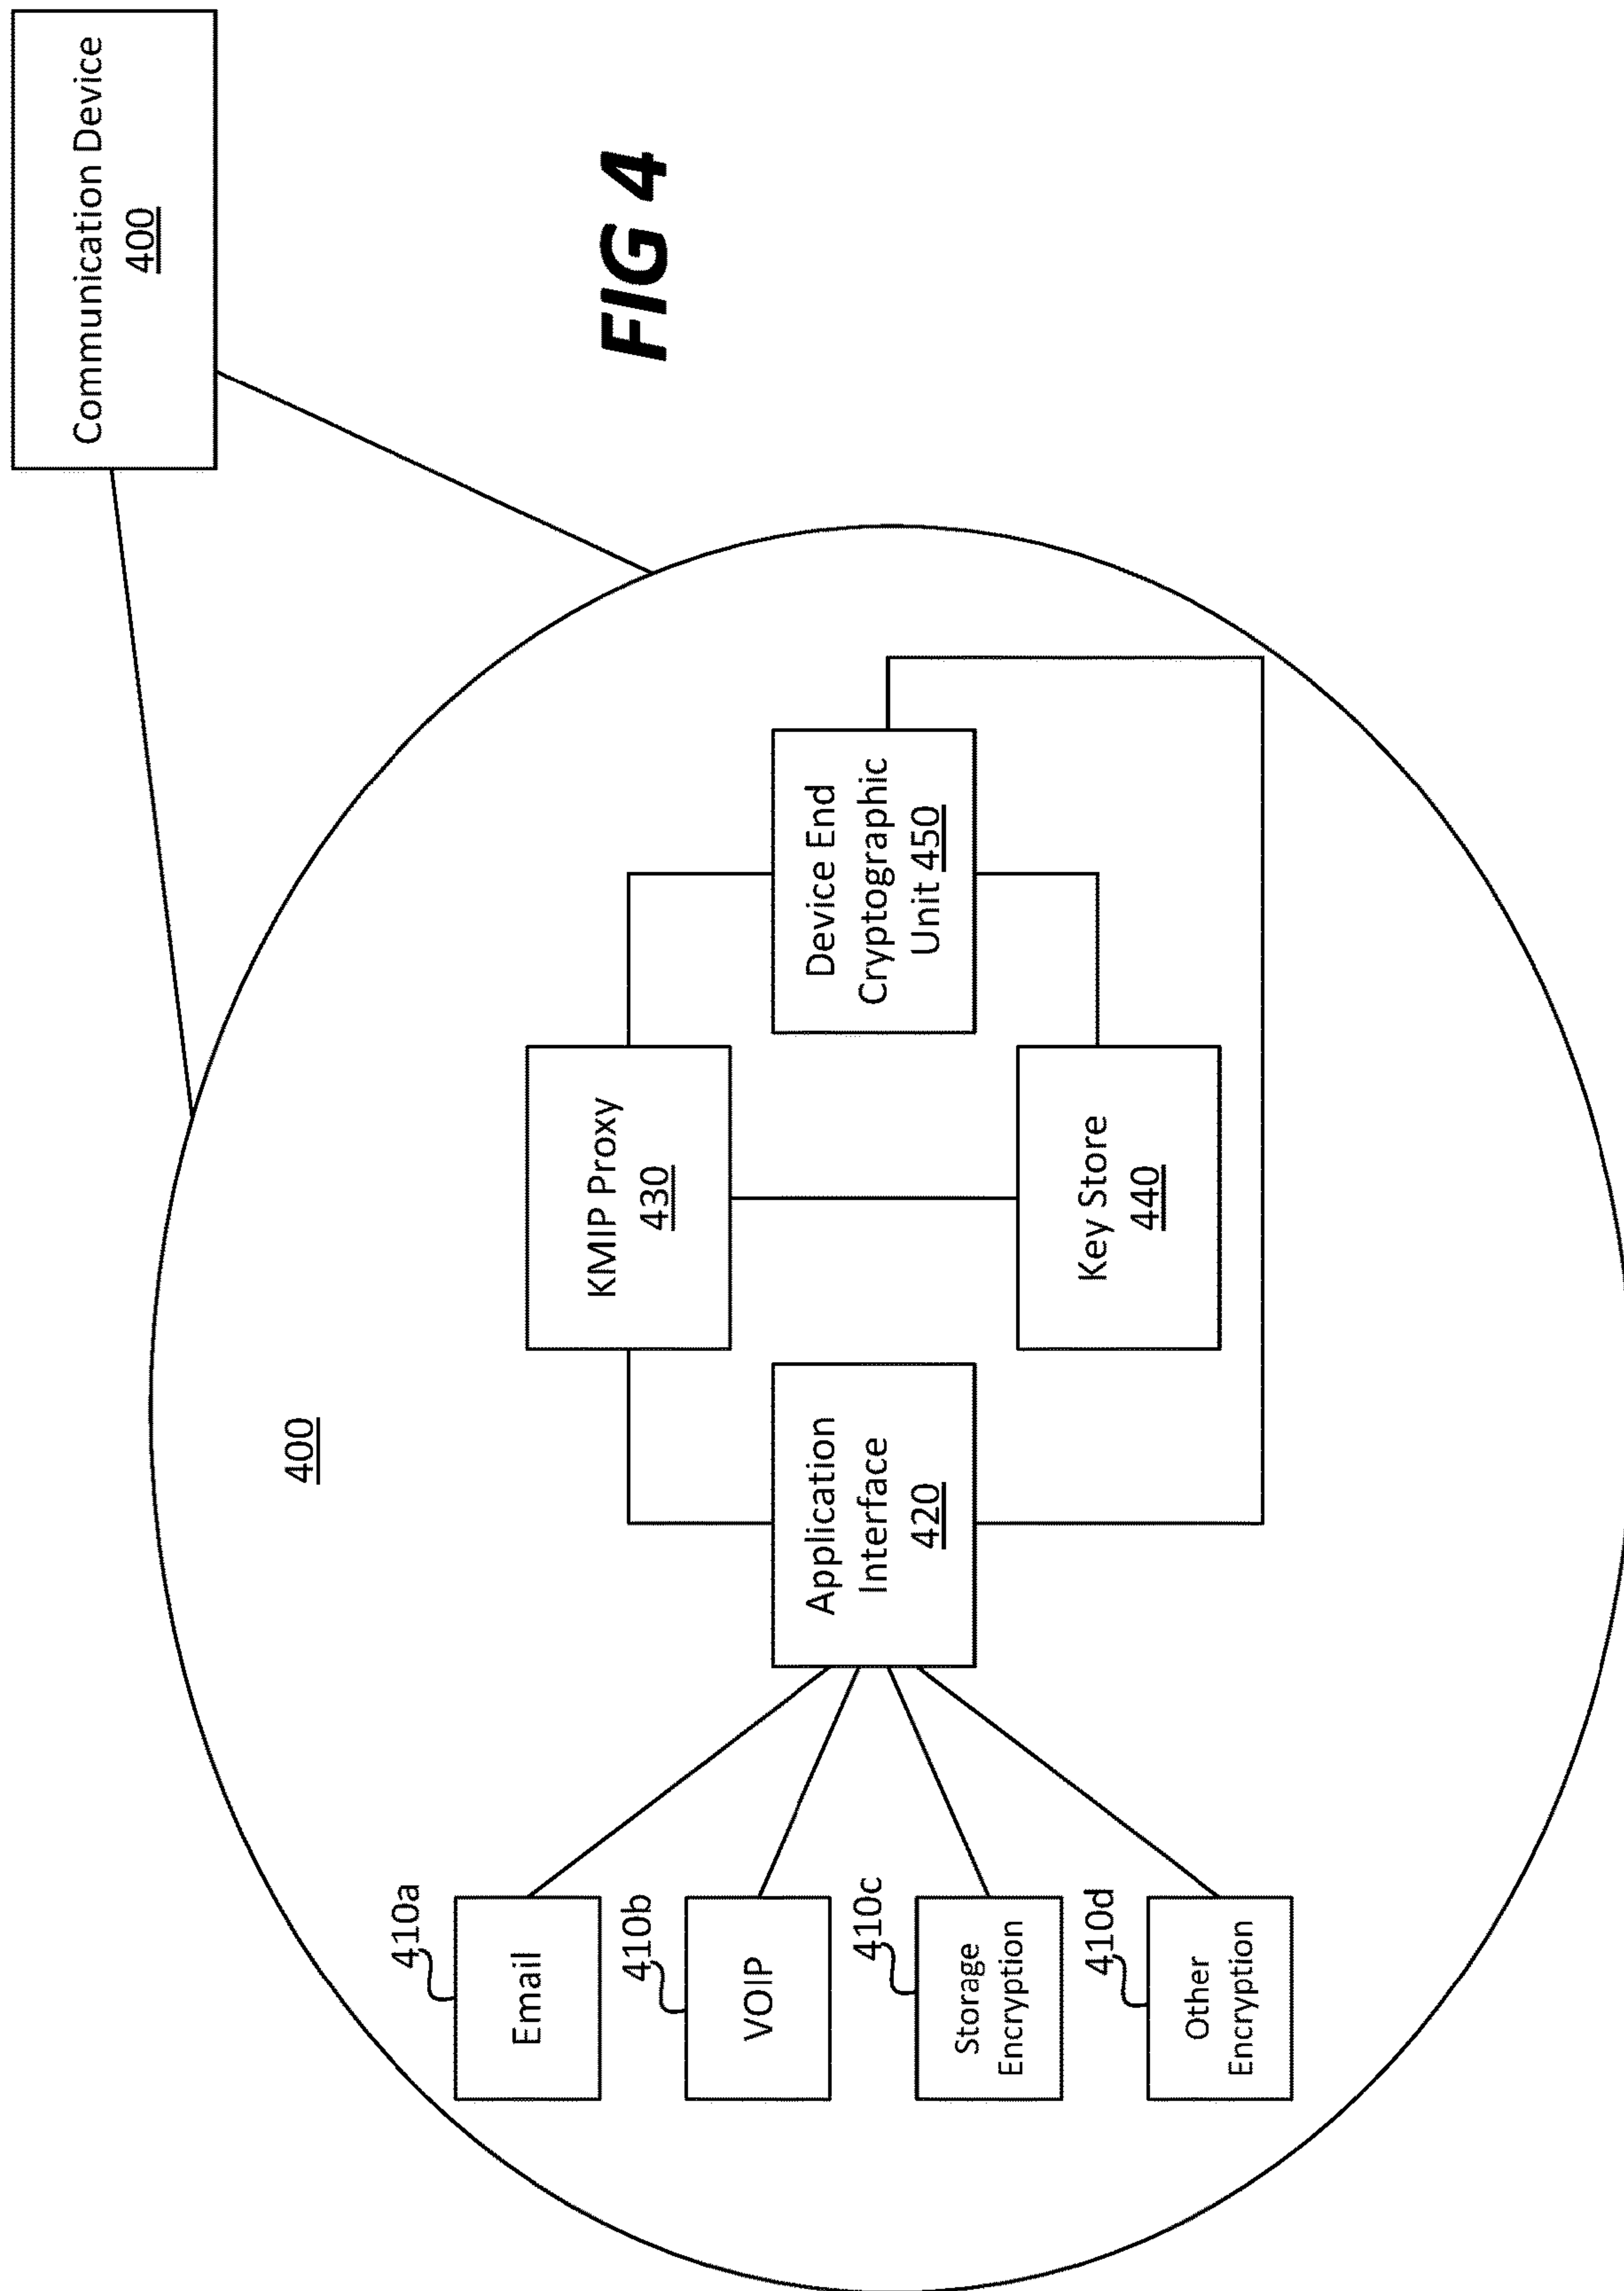 Communication Device
400
400
410a
Email
410b
VOIP
410c
Storage
Encryption
410d
Other
Encryption
Application
Interface
420
KMIP Proxy
430
Key Store
440
Device End
Cryptographic
Unit 450
FIG 4